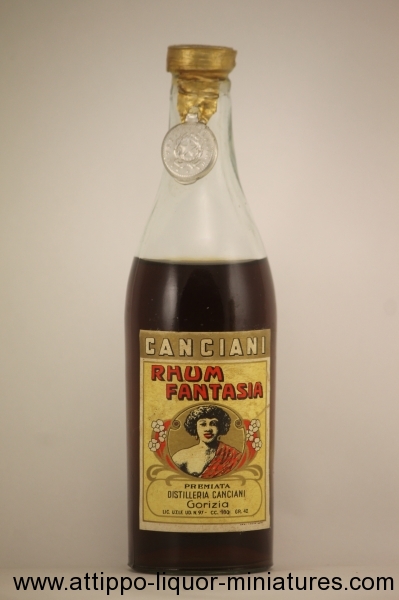 CANCIANI
RHUM
FANTASIA
PREMIATA
DISTILLERIA CANCIANI
Gorizia
www.attippo-liquor-miniatures.com